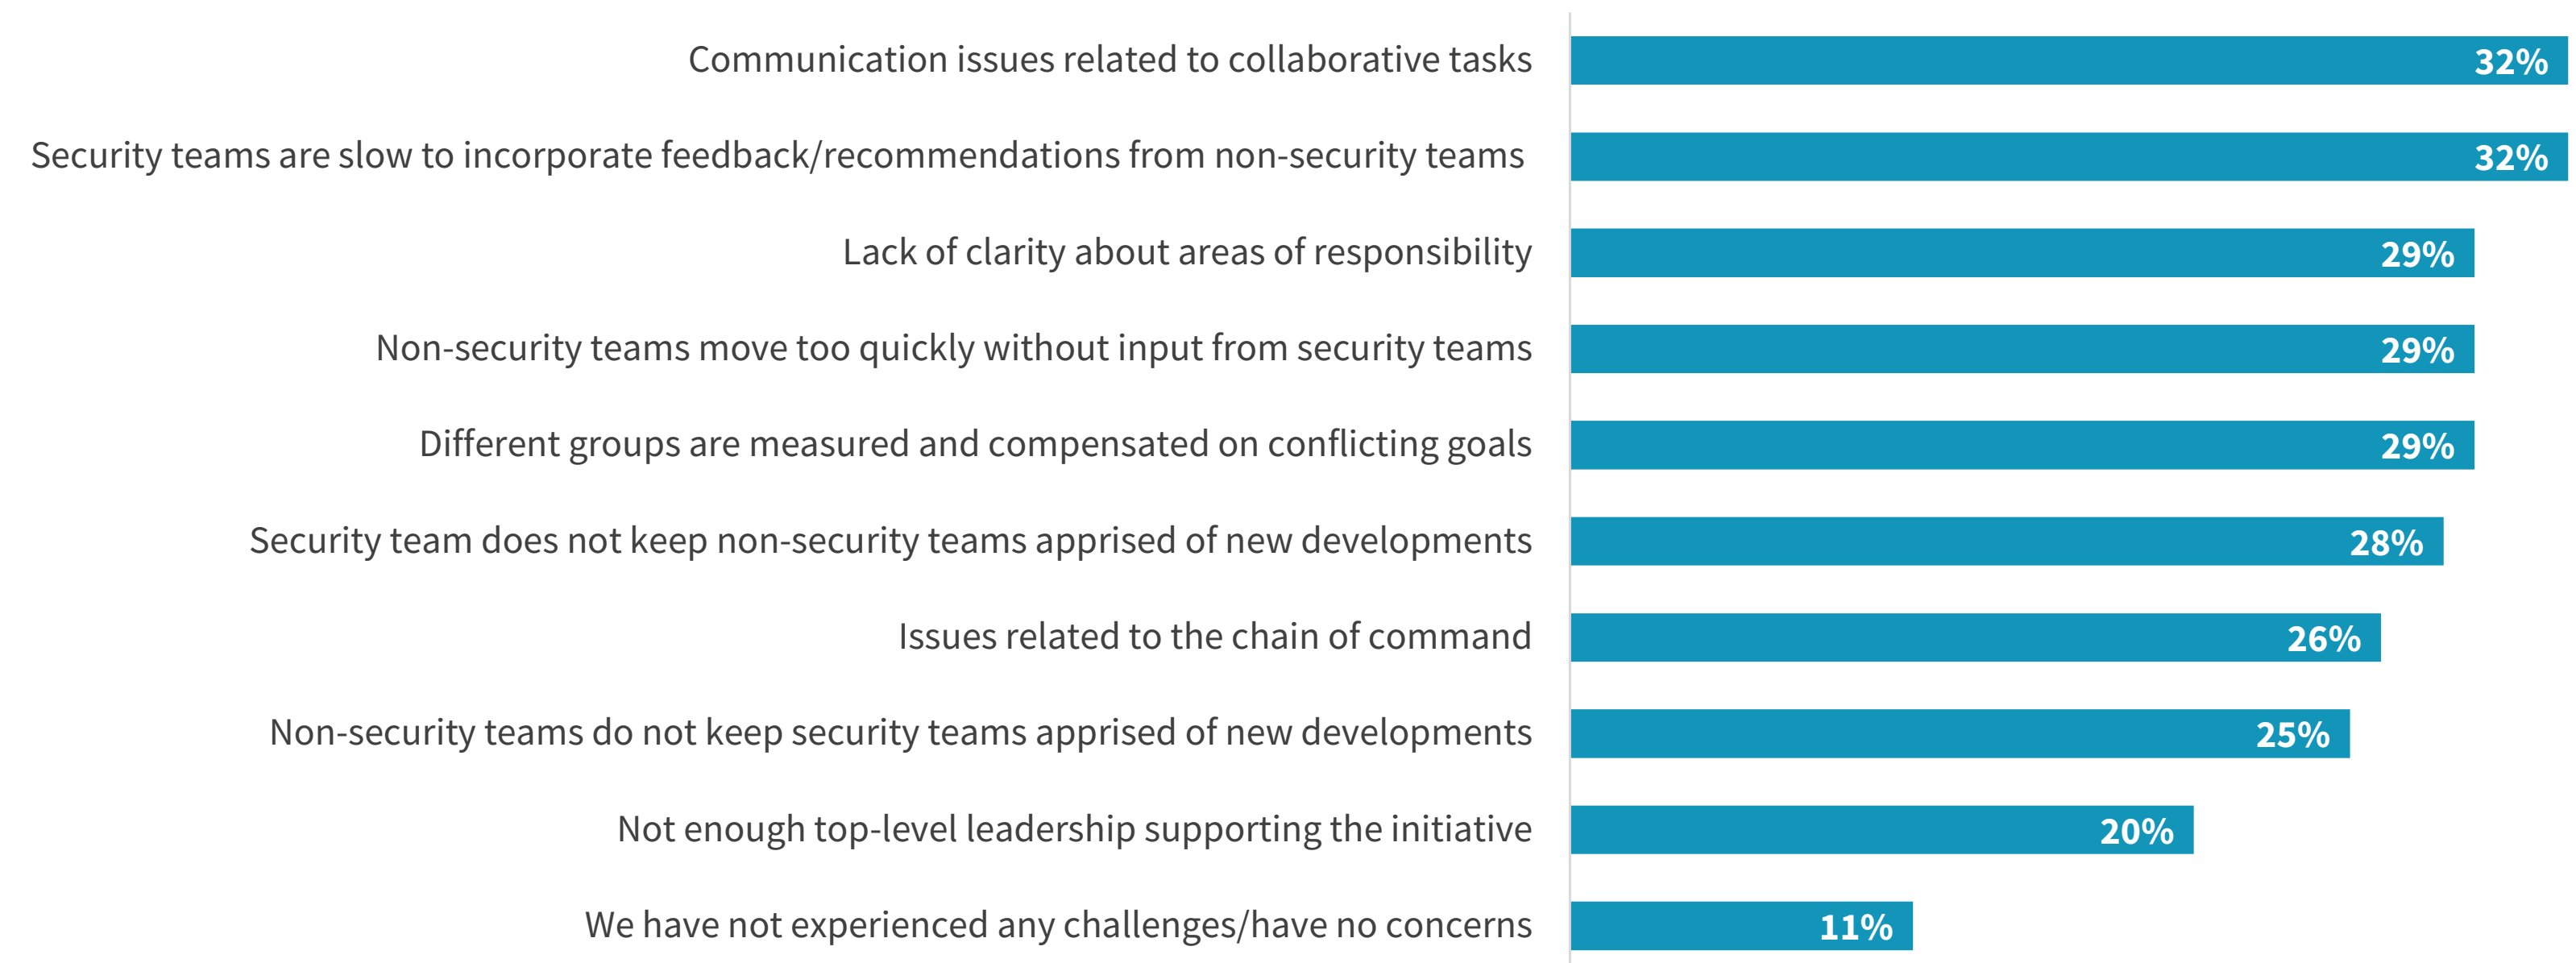 Communication issues related to collaborative tasks 32%
Security teams are slow to incorporate feedback/recommendations from non-security teams 32%
Lack of clarity about areas of responsibility 29%
Non-security teams move too quickly without input from security teams 29%
Different groups are measured and compensated on conflicting goals 29%
Security team does not keep non-security teams apprised of new developments 28%
Issues related to the chain of command 26%
Non-security teams do not keep security teams apprised of new developments 25%
Not enough top-level leadership supporting the initiative 20%
We have not experienced any challenges/have no concerns 11%